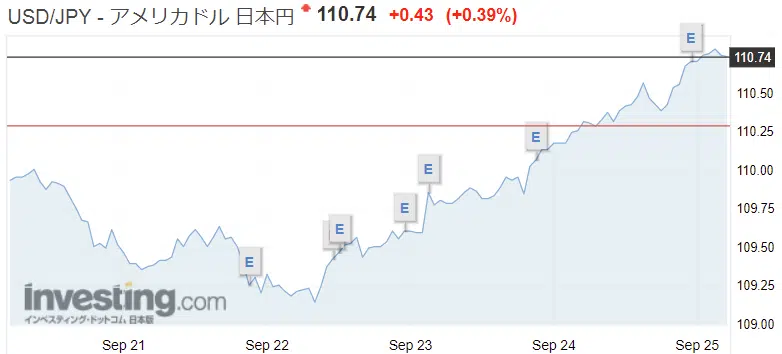 USD/JPY - アメリカドル 日本円 110.74 +0.43 (+0.39%)
E
110.74
110.50
E
110.25
E
110.00
E
109.75
E
109.50
E
109.25
Investing.com
インベスティング・ドットコム 日本版
109.00
Sep 21 Sep 22 Sep 23 Sep 24 Sep 25